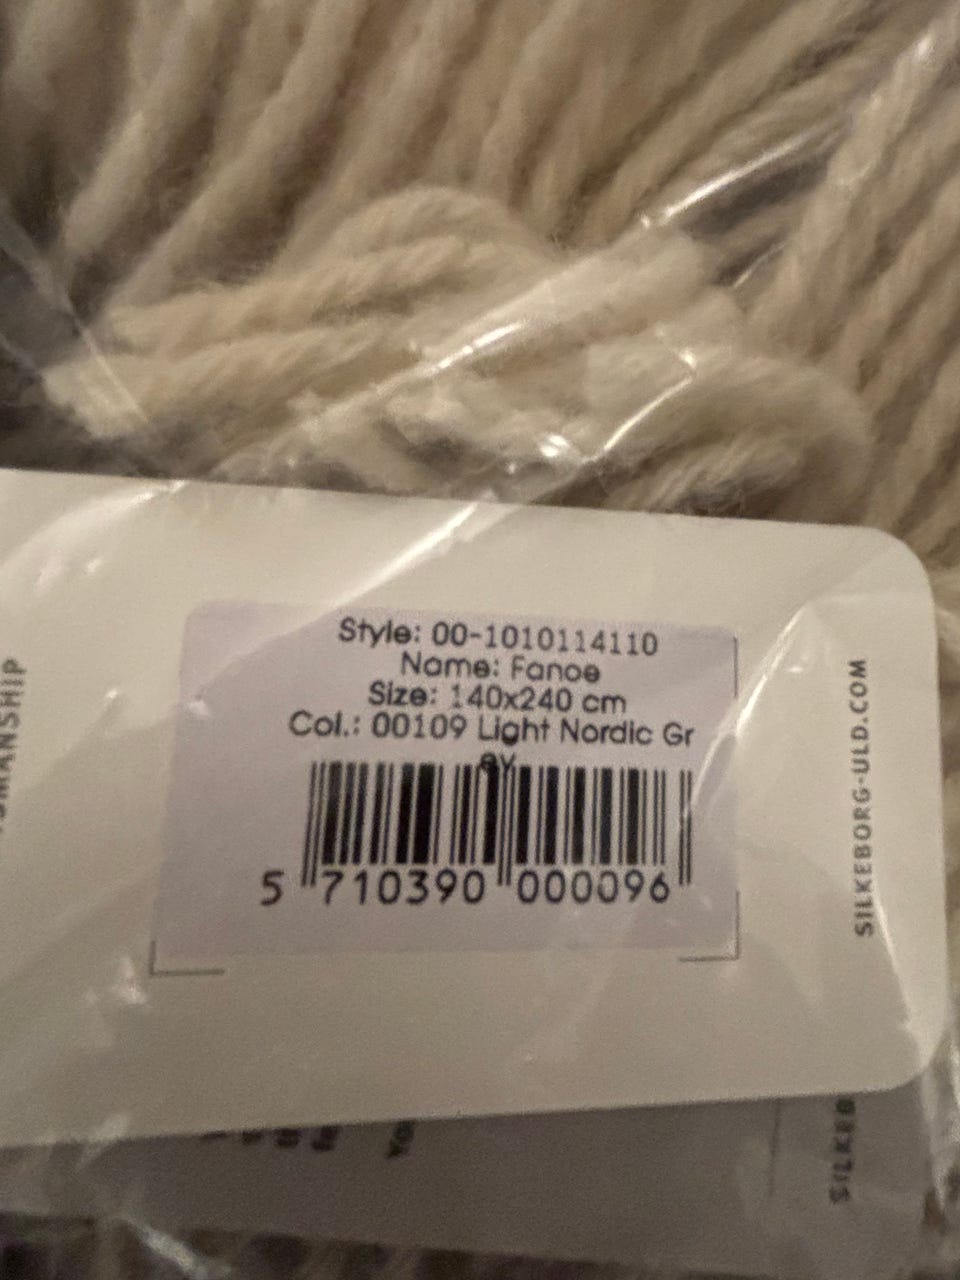 Style: 00-1010114110
Name: Fanoe
Size: 140x240 cm
Col.: 00109 Light Nordic Gr
ey
5 710390 000096
SILKEBORG-ULD.COM